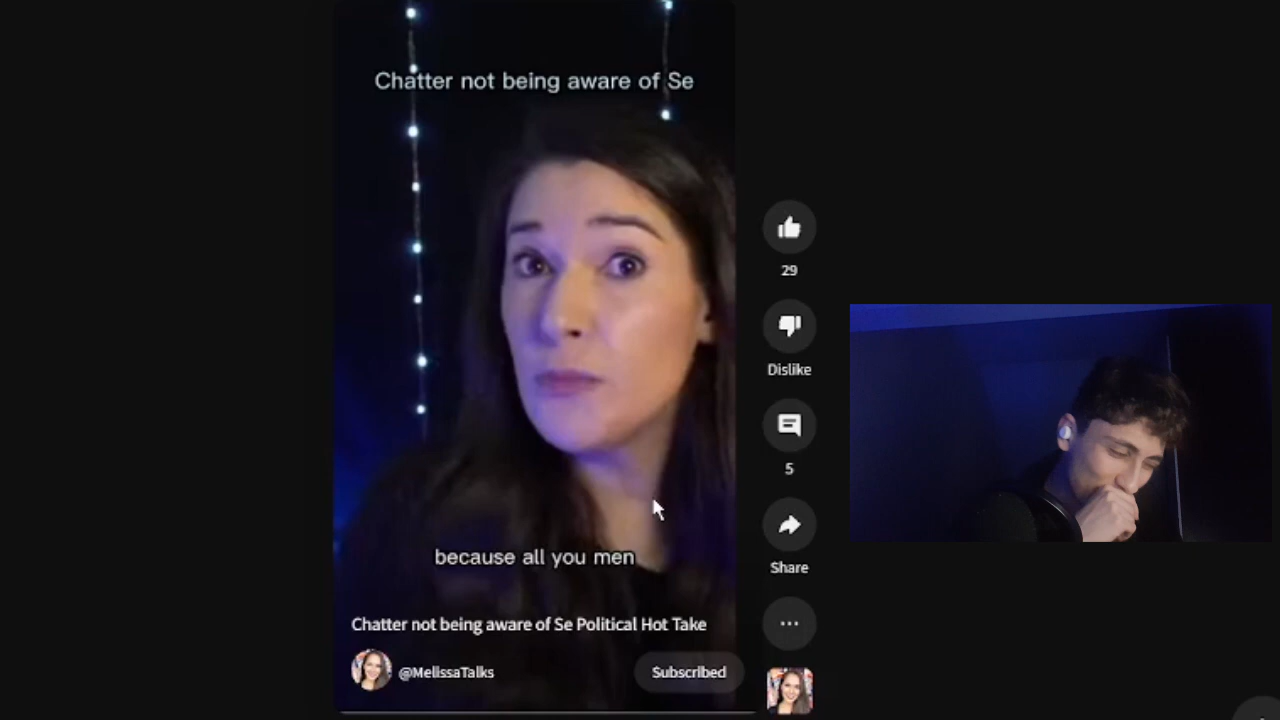 Chatter not being aware of Se
because all you men
Chatter not being aware of Se Political Hot Take
@MelissaTalks
Subscribed
29
Dislike
5
Share